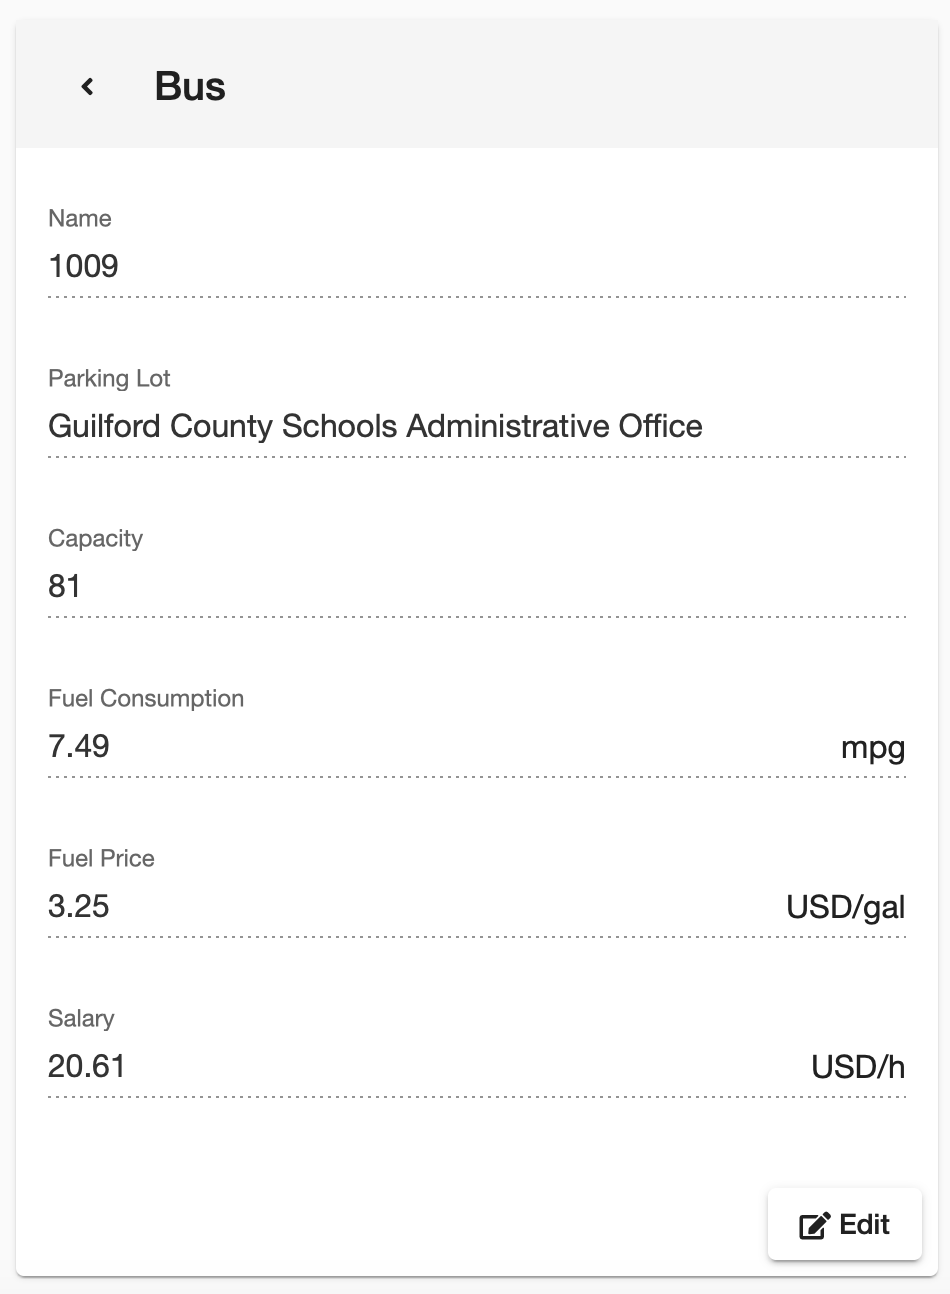 Bus
Name
1009
Parking Lot
Guilford County Schools Administrative Office
Capacity
81
Fuel Consumption
7.49 mpg
Fuel Price
3.25 USD/gal
Salary
20.61 USD/h
Edit